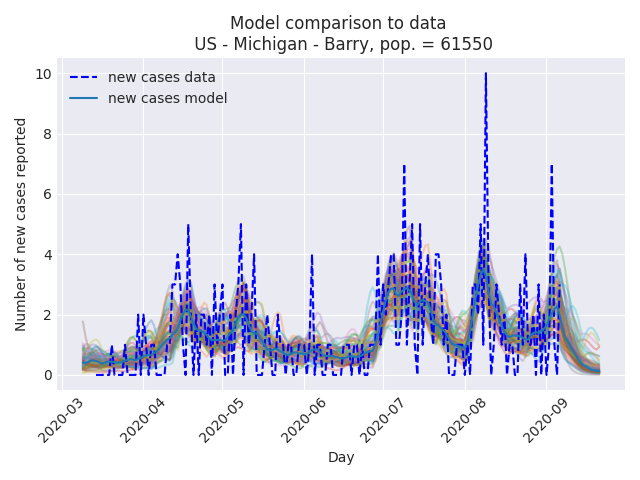 Model comparison to data
US - Michigan - Barry, pop. = 61550
new cases data
new cases model
Number of new cases reported
10
8
6
4
2
0
2020-03
2020-04
2020-05
2020-06
2020-07
2020-08
2020-09
Day